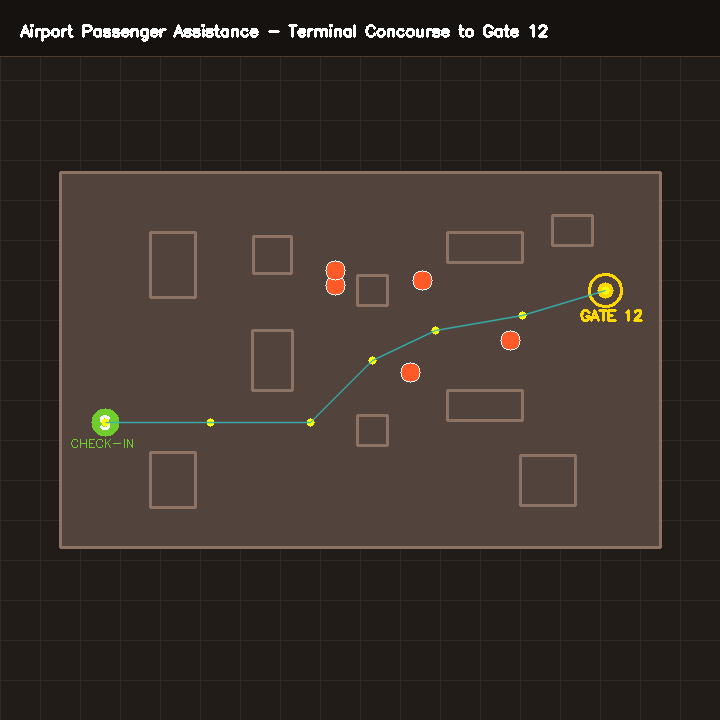 Airport Passenger Assistance - Terminal Concourse to Gate 12
GATE 12
S
CHECK-IN